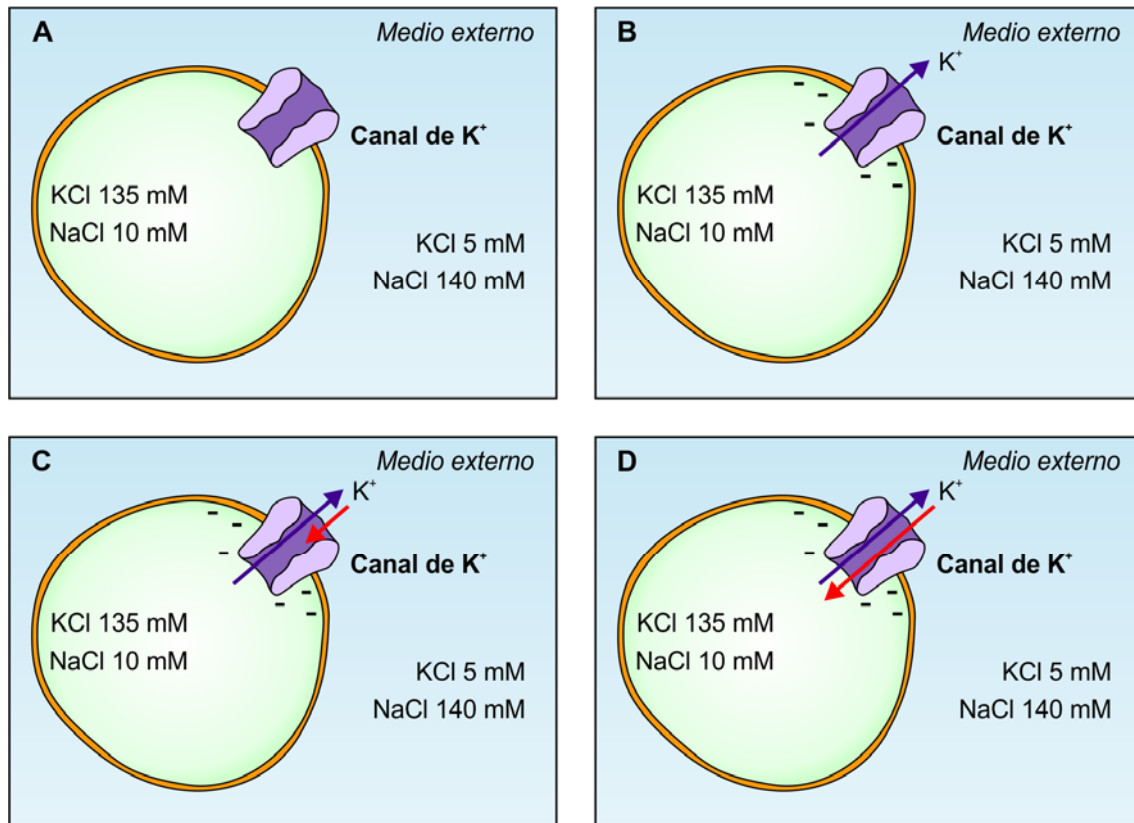 A
Medio externo
Canal de K⁺
KCl 135 mM
NaCl 10 mM
KCl 5 mM
NaCl 140 mM
B
Medio externo
K⁺
Canal de K⁺
KCl 135 mM
NaCl 10 mM
KCl 5 mM
NaCl 140 mM
C
Medio externo
K⁺
Canal de K⁺
KCl 135 mM
NaCl 10 mM
KCl 5 mM
NaCl 140 mM
D
Medio externo
K⁺
Canal de K⁺
KCl 135 mM
NaCl 10 mM
KCl 5 mM
NaCl 140 mM